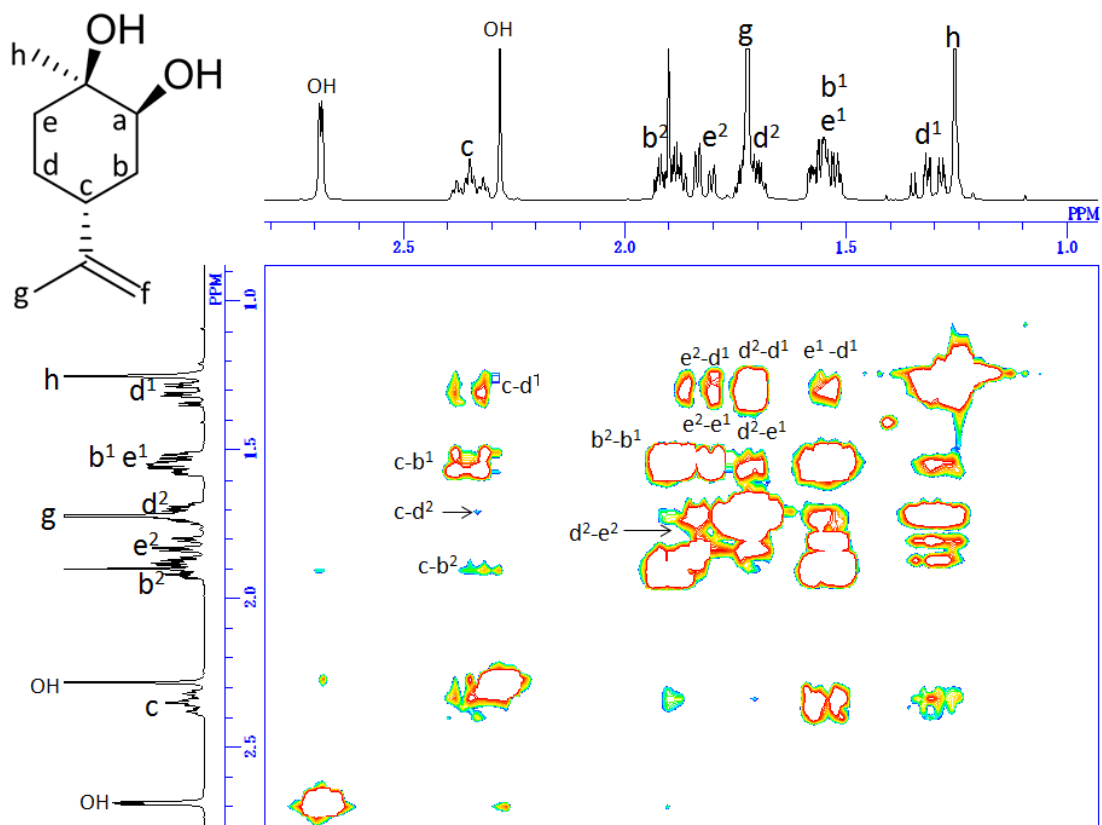 OH
h
OH
e
a
d
b
c
g
f
OH
c
OH
b²
e²
g
d²
b¹
e¹
d¹
h
PPM
2.5
2.0
1.5
1.0
PPM
1.0
1.5
2.0
2.5
h
d¹
b¹ e¹
d²
g
e²
b²
OH
c
OH
c-d¹
e²-d¹
d²-d¹
e¹-d¹
c-b¹
b²-b¹
e²-e¹
d²-e¹
c-d²
d²-e²
c-b²